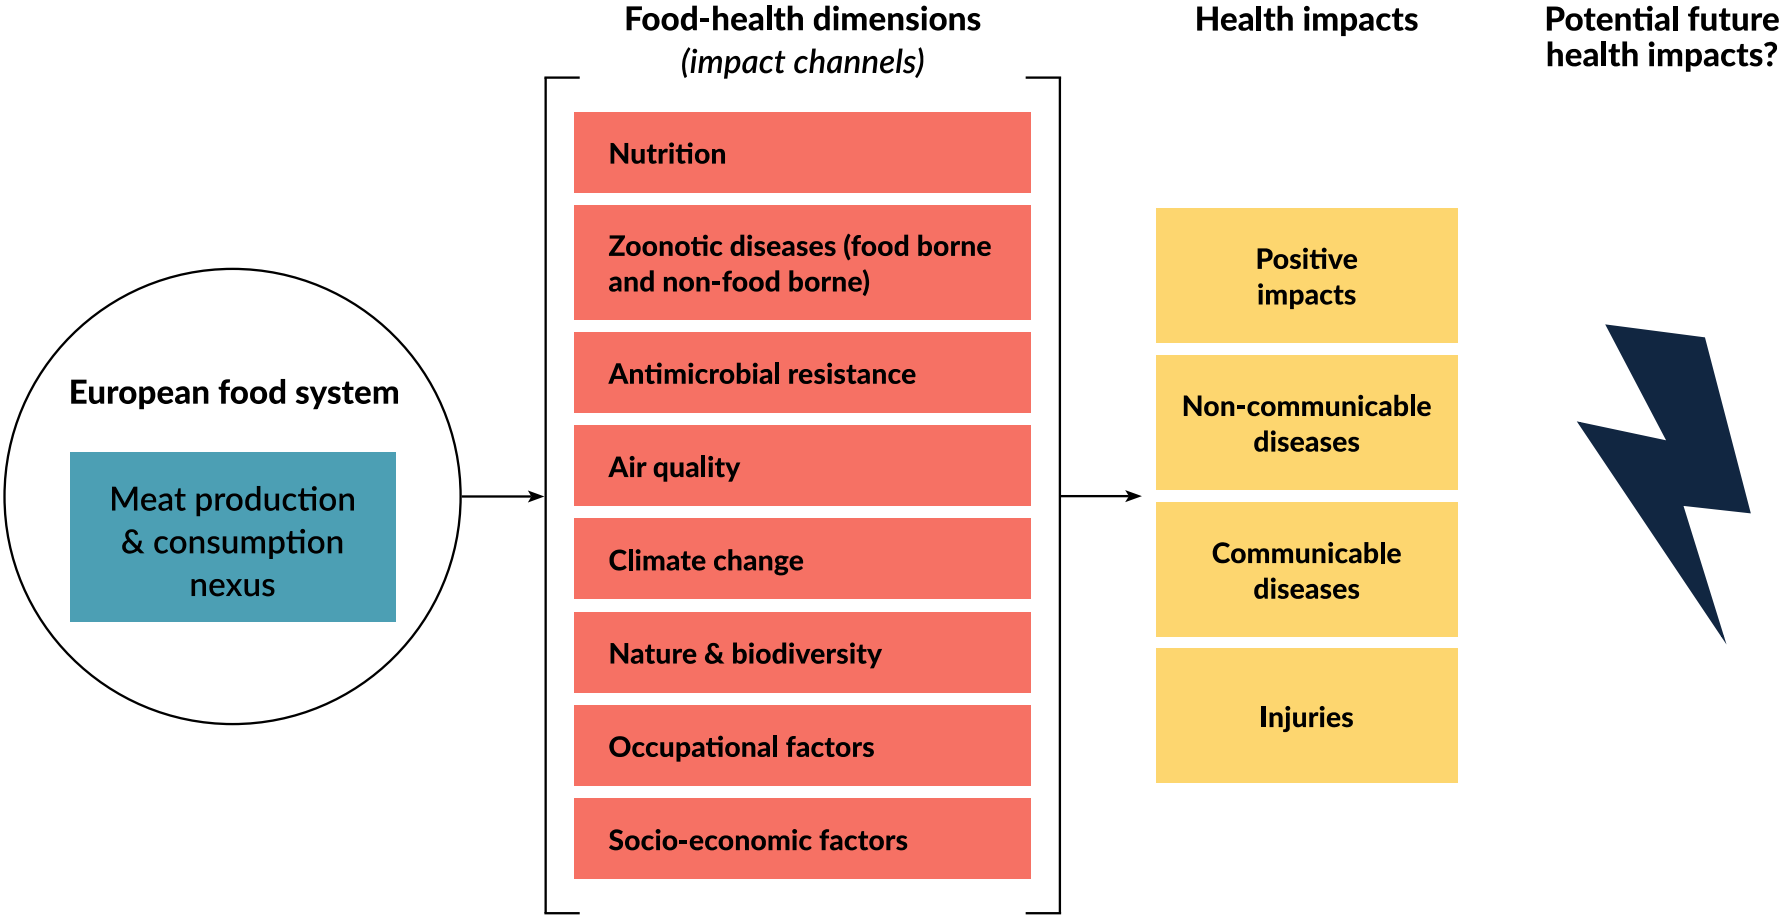 Food-health dimensions
(impact channels)
Health impacts
Potential future
health impacts?
European food system
Meat production
& consumption
nexus
Nutrition
Zoonotic diseases (food borne
and non-food borne)
Antimicrobial resistance
Air quality
Climate change
Nature & biodiversity
Occupational factors
Socio-economic factors
Positive
impacts
Non-communicable
diseases
Communicable
diseases
Injuries